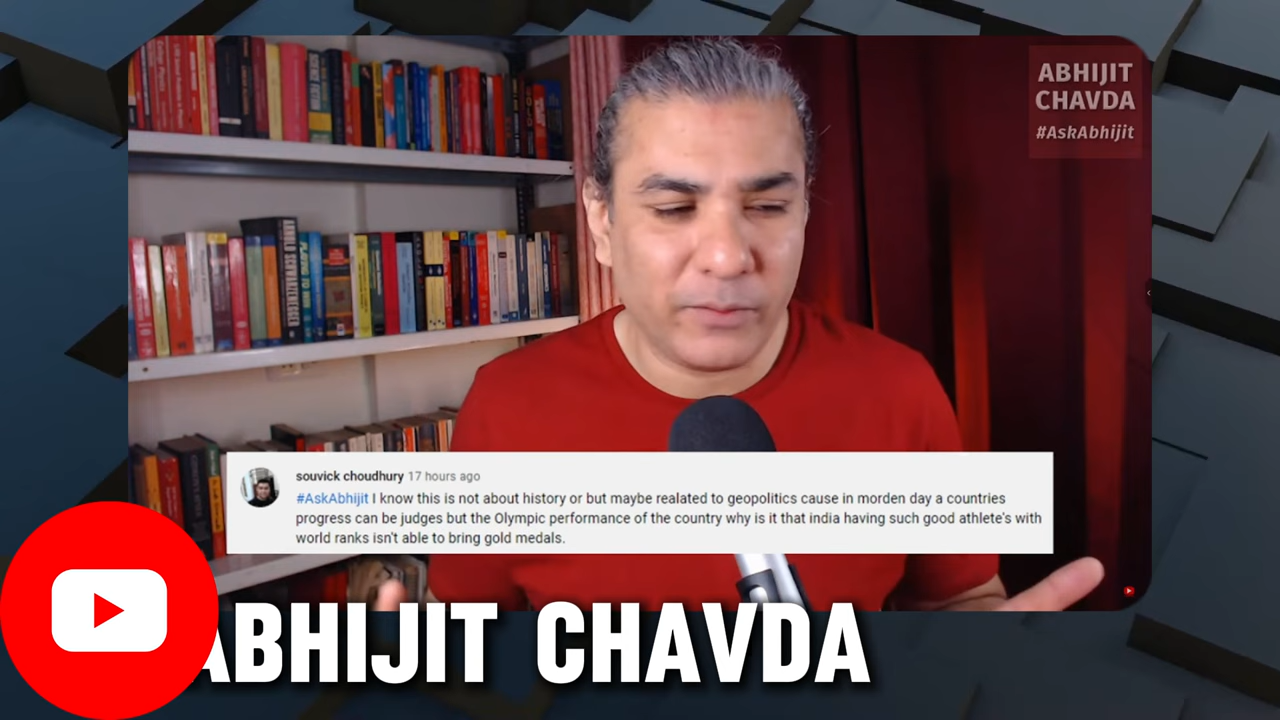 ABHIJIT
CHAVDA
#AskAbhijit
ARNOLD SCHWARZENEGGER
souvick choudhury 17 hours ago
#AskAbhijit I know this is not about history or but maybe realated to geopolitics cause in morden day a countries
progress can be judges but the Olympic performance of the country why is it that india having such good athlete's with
world ranks isn't able to bring gold medals.
ABHIJIT CHAVDA